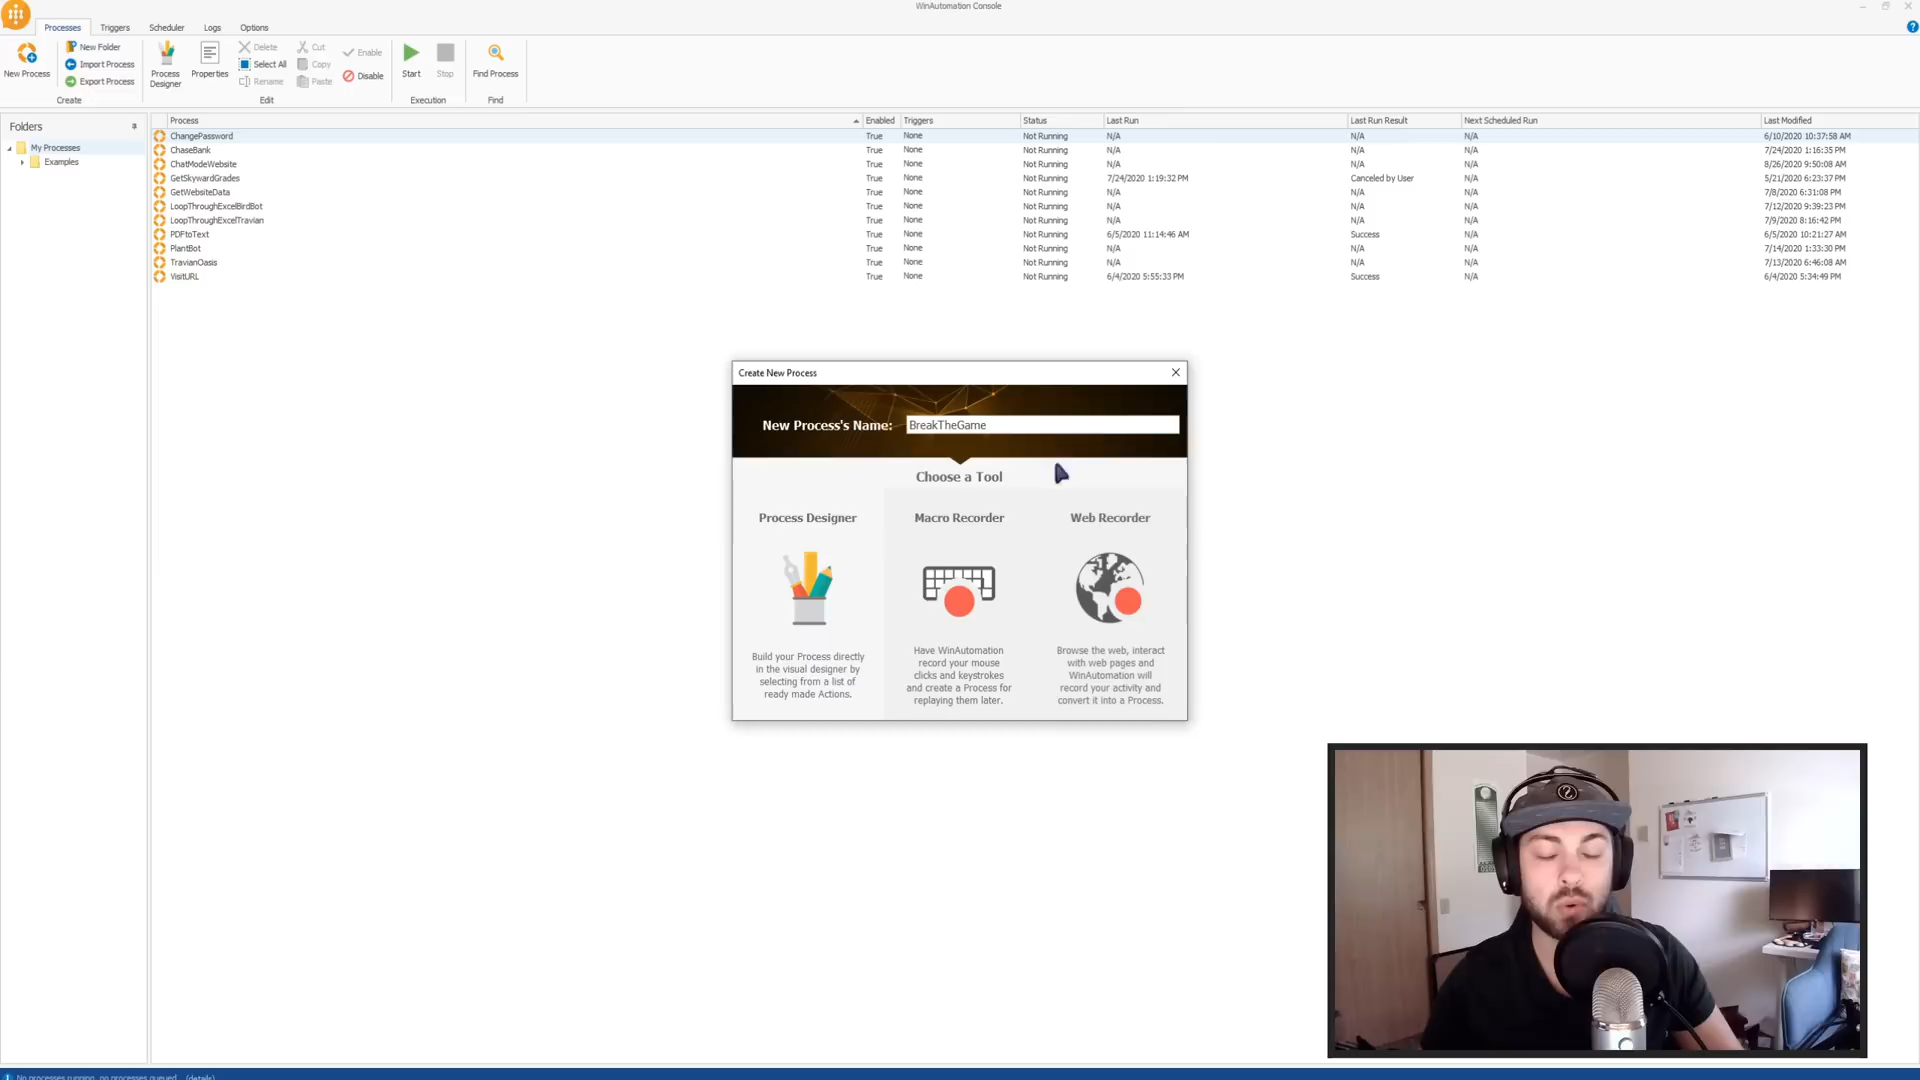 WinAutomation Console
Processes Triggers Scheduler Logs Options
New Process
New Folder
Import Process
Export Process
Create
Process Designer
Properties
Delete
Select All
Rename
Cut
Copy
Paste
Enable
Disable
Edit
Start
Stop
Execution
Find Process
Find
Folders
My Processes
Examples
Process Enabled Triggers Status Last Run Last Run Result Next Scheduled Run Last Modified
ChangePassword True None Not Running N/A N/A N/A 6/10/2020 10:37:58 AM
ChaseBank True None Not Running N/A N/A N/A 7/24/2020 1:16:35 PM
ChatModeWebsite True None Not Running N/A N/A N/A 8/26/2020 9:50:08 AM
GetSkywardGrades True None Not Running 7/24/2020 1:19:32 PM Canceled by User N/A 5/21/2020 6:23:37 PM
GetWebsiteData True None Not Running N/A N/A N/A 7/8/2020 6:31:08 PM
LoopThroughExcelBirdBot True None Not Running N/A N/A N/A 7/12/2020 9:39:23 PM
LoopThroughExcelTravian True None Not Running N/A N/A N/A 7/9/2020 8:16:42 PM
PDFtoText True None Not Running 6/5/2020 11:14:46 AM Success N/A 6/5/2020 10:21:27 AM
PlantBot True None Not Running N/A N/A N/A 7/14/2020 1:33:30 PM
TravianOasis True None Not Running N/A N/A N/A 7/13/2020 6:46:08 AM
VisitURL True None Not Running 6/4/2020 5:55:33 PM Success N/A 6/4/2020 5:34:49 PM
Create New Process
New Process's Name: BreakTheGame
Choose a Tool
Process Designer
Build your Process directly
in the visual designer by
selecting from a list of
ready made Actions.
Macro Recorder
Have WinAutomation
record your mouse
clicks and keystrokes
and create a Process for
replaying them later.
Web Recorder
Browse the web, interact
with web pages and
WinAutomation will
record your activity and
convert it into a Process.
No processes running, no processes queued (details)